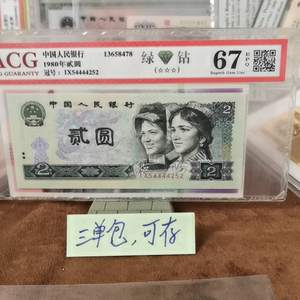 ACG 中国人民银行 13658478 绿 钻 67 EPQ
G GUARANTY 1980年贰圆 (☆☆☆) Superb Gem Unc
冠号：1X54444252
中国人民银行
贰圆
2
1X54444252
2
三单包，可存